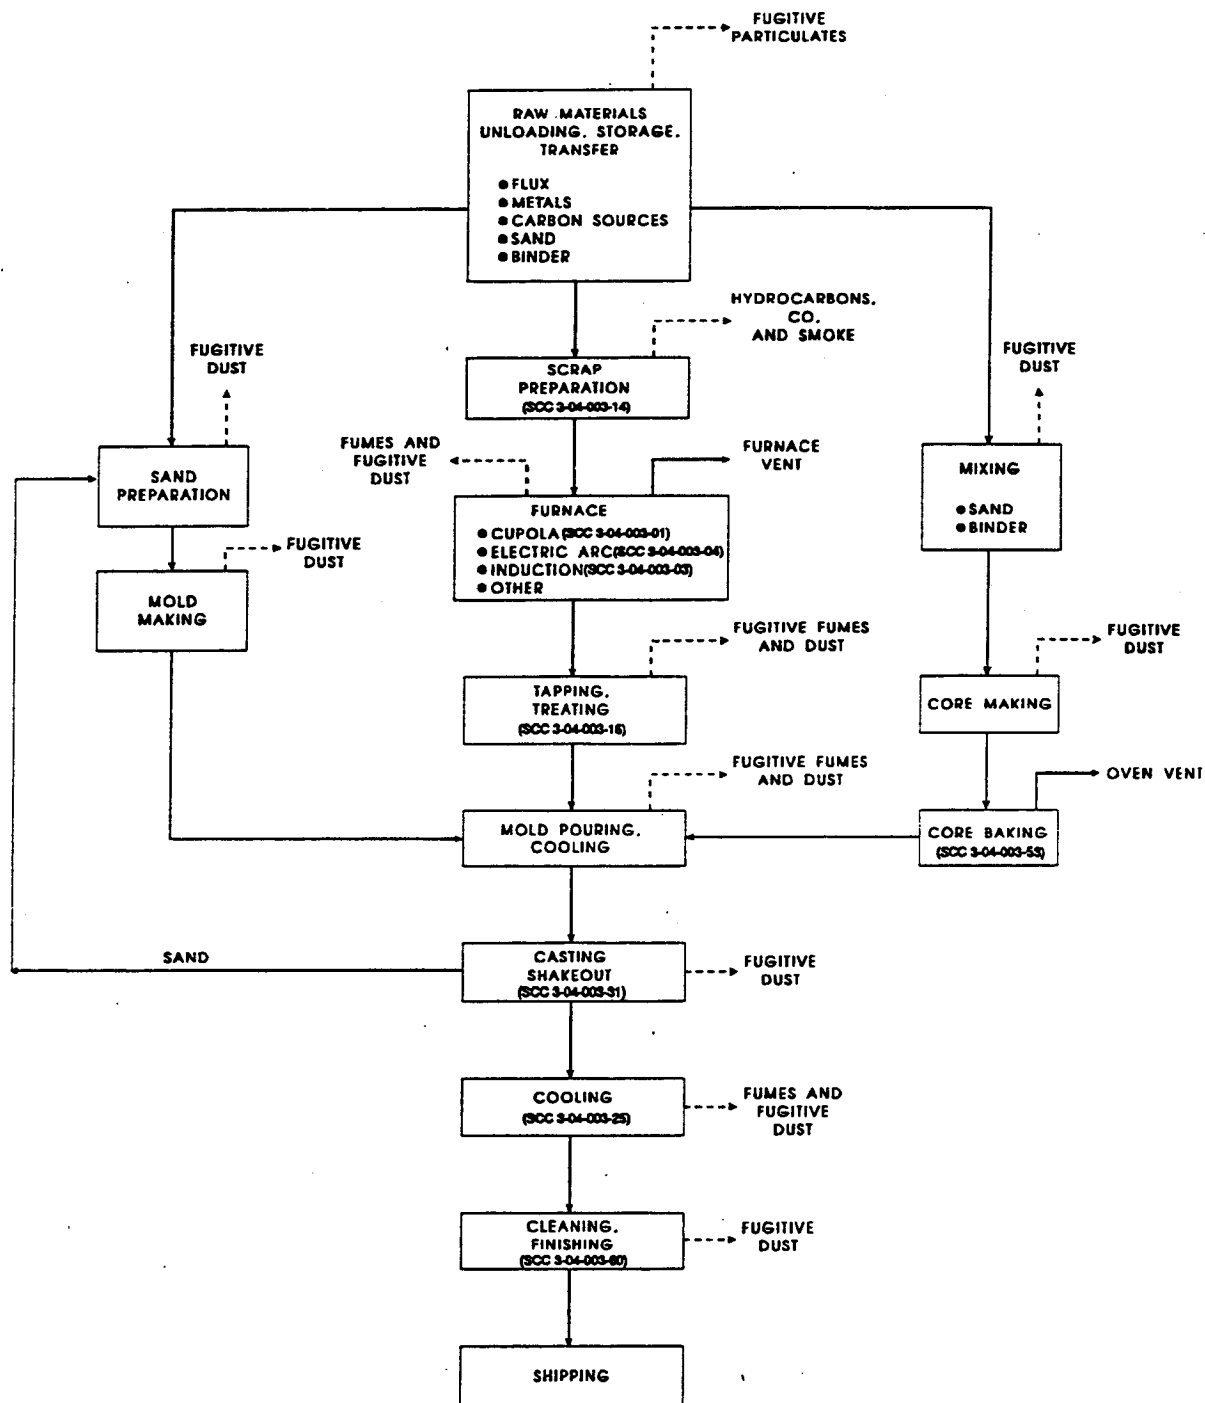 FUGITIVE
PARTICULATES
RAW MATERIALS
UNLOADING, STORAGE,
TRANSFER
● FLUX
● METALS
● CARBON SOURCES
● SAND
● BINDER
HYDROCARBONS,
CO,
AND SMOKE
FUGITIVE
DUST
SCRAP
PREPARATION
(SCC 3-04-003-14)
FUGITIVE
DUST
FUMES AND
FUGITIVE
DUST
FURNACE
VENT
SAND
PREPARATION
MIXING
● SAND
● BINDER
FURNACE
● CUPOLA (SCC 3-04-003-01)
● ELECTRIC ARC (SCC 3-04-003-04)
● INDUCTION (SCC 3-04-003-03)
● OTHER
FUGITIVE
DUST
MOLD
MAKING
FUGITIVE FUMES
AND DUST
FUGITIVE
DUST
TAPPING,
TREATING
(SCC 3-04-003-16)
CORE MAKING
FUGITIVE FUMES
AND DUST
OVEN VENT
MOLD POURING,
COOLING
CORE BAKING
(SCC 3-04-003-53)
SAND
CASTING
SHAKEOUT
(SCC 3-04-003-31)
FUGITIVE
DUST
COOLING
(SCC 3-04-003-25)
FUMES AND
FUGITIVE
DUST
CLEANING,
FINISHING
(SCC 3-04-003-60)
FUGITIVE
DUST
SHIPPING